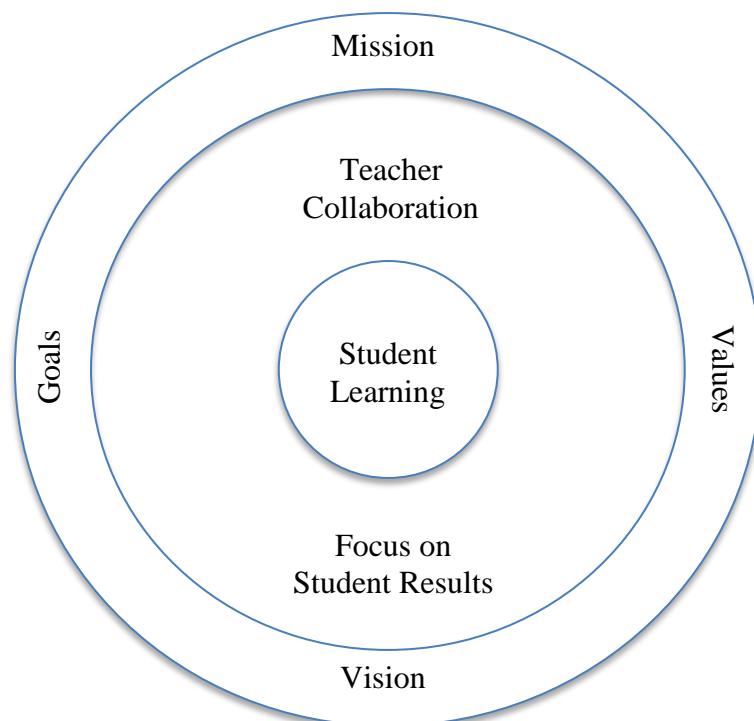 Mission
Teacher
Collaboration
Goals
Student
Learning
Values
Focus on
Student Results
Vision